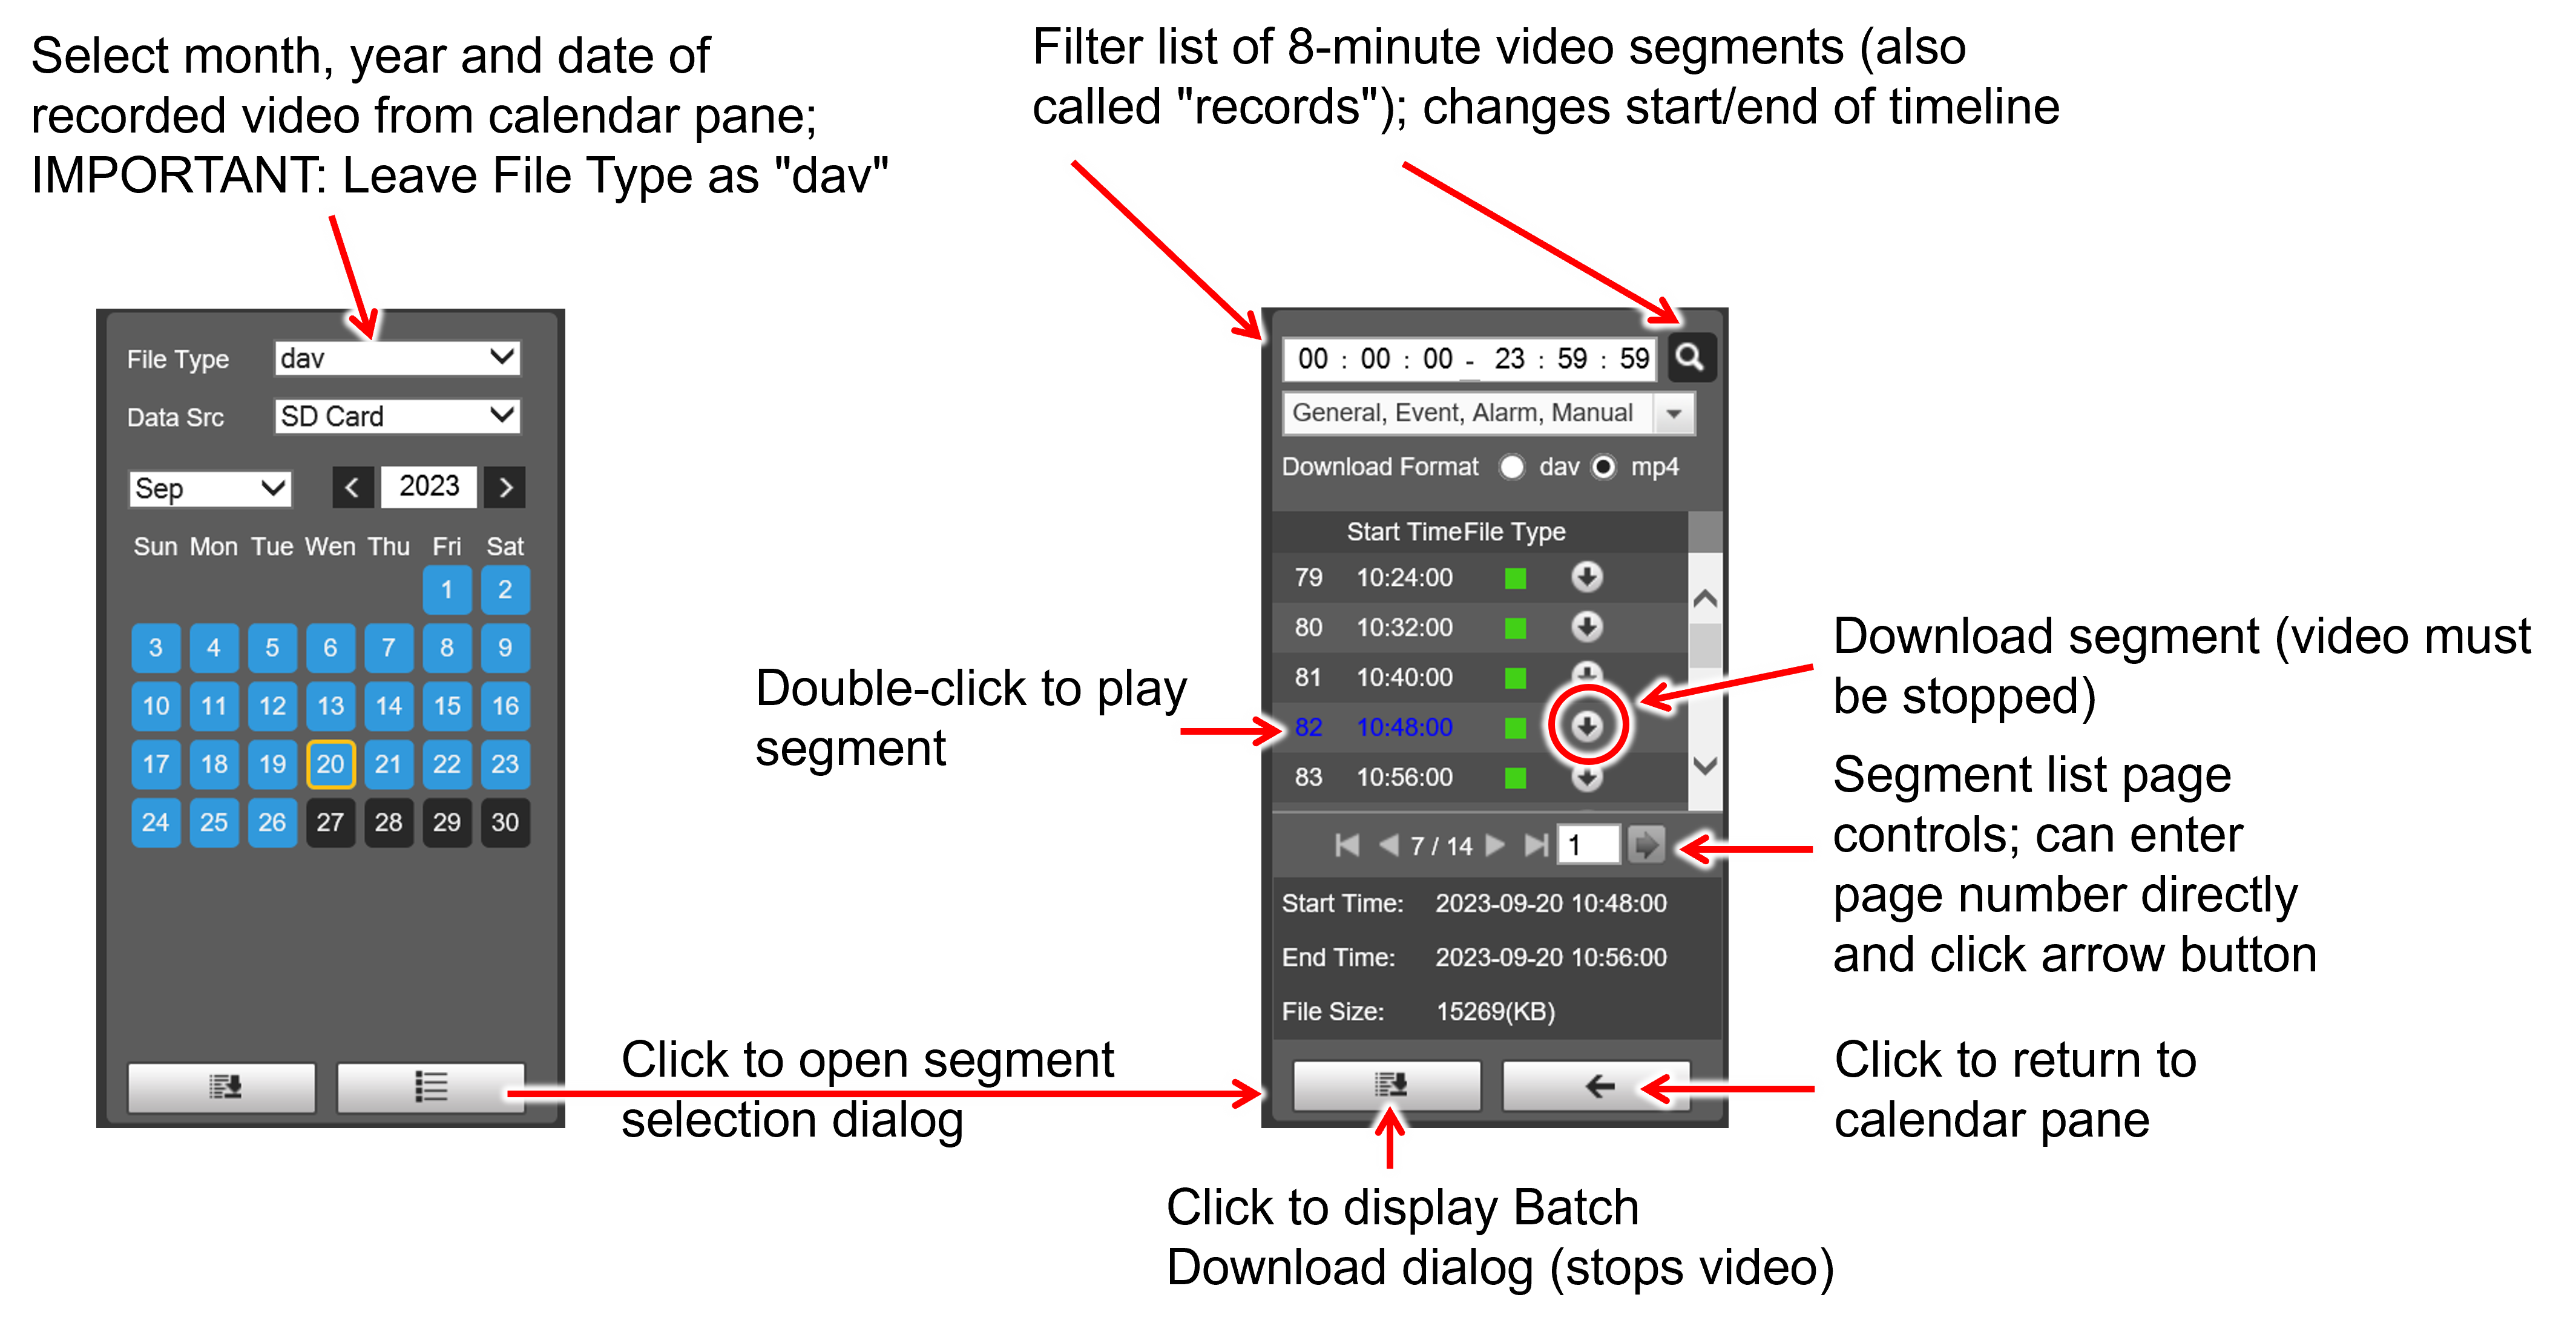 Select month, year and date of
recorded video from calendar pane;
IMPORTANT: Leave File Type as "dav"
Filter list of 8-minute video segments (also
called "records"); changes start/end of timeline
File Type dav
Data Src SD Card
Sep 2023
Sun Mon Tue Wen Thu Fri Sat
1 2
3 4 5 6 7 8 9
10 11 12 13 14 15 16
17 18 19 20 21 22 23
24 25 26 27 28 29 30
00 : 00 : 00 - 23 : 59 : 59
General, Event, Alarm, Manual
Download Format dav mp4
Start Time File Type
79 10:24:00
80 10:32:00
81 10:40:00
82 10:48:00
83 10:56:00
7 / 14 1
Start Time: 2023-09-20 10:48:00
End Time: 2023-09-20 10:56:00
File Size: 15269(KB)
Double-click to play
segment
Download segment (video must
be stopped)
Segment list page
controls; can enter
page number directly
and click arrow button
Click to open segment
selection dialog
Click to return to
calendar pane
Click to display Batch
Download dialog (stops video)